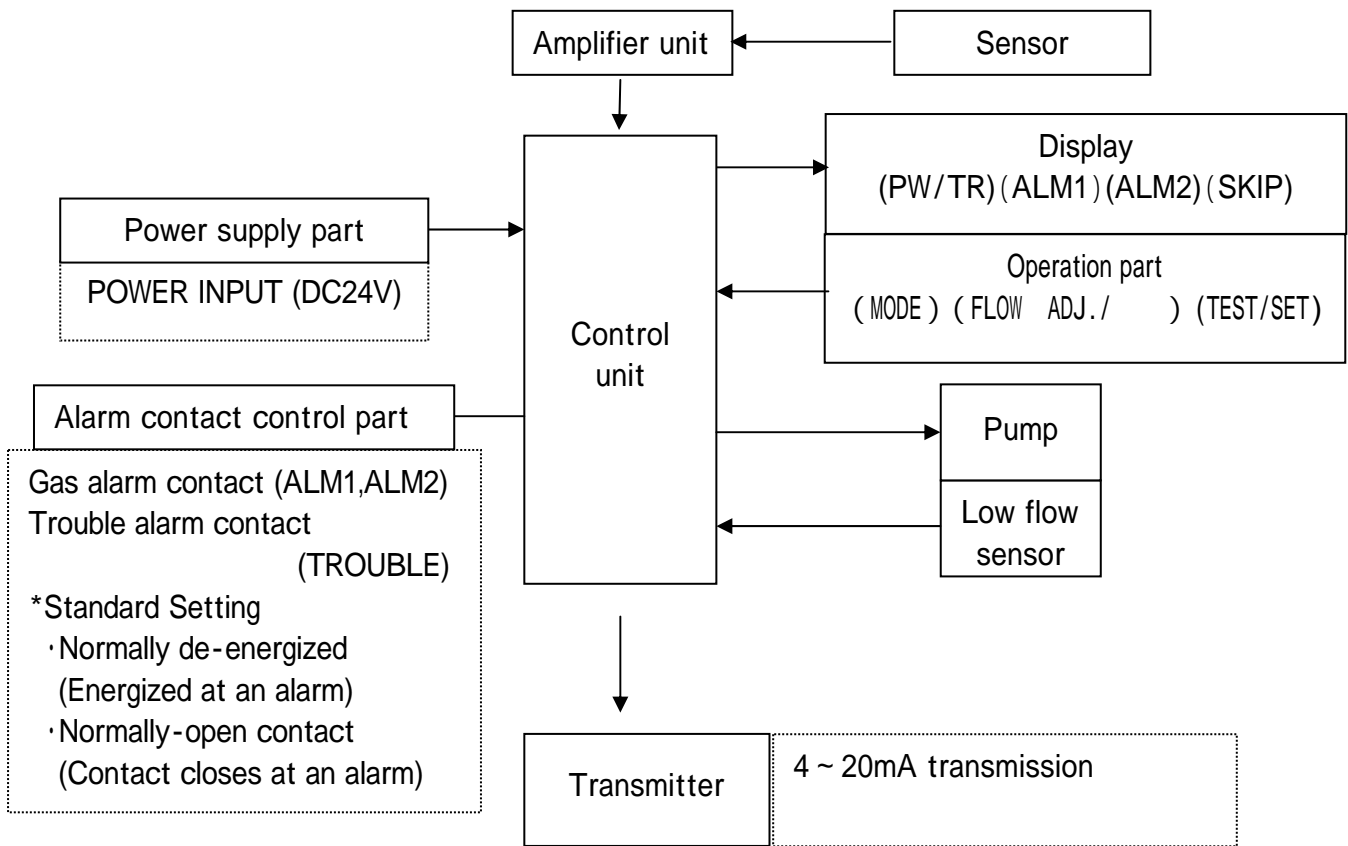 Amplifier unit
Sensor
Display
(PW/TR)(ALM1)(ALM2)(SKIP)
Power supply part
POWER INPUT (DC24V)
Operation part
(MODE) (FLOW ADJ./ ) (TEST/SET)
Control
unit
Alarm contact control part
Gas alarm contact (ALM1,ALM2)
Trouble alarm contact
(TROUBLE)
*Standard Setting
・Normally de-energized
(Energized at an alarm)
・Normally-open contact
(Contact closes at an alarm)
Pump
Low flow
sensor
Transmitter
4 ~ 20mA transmission